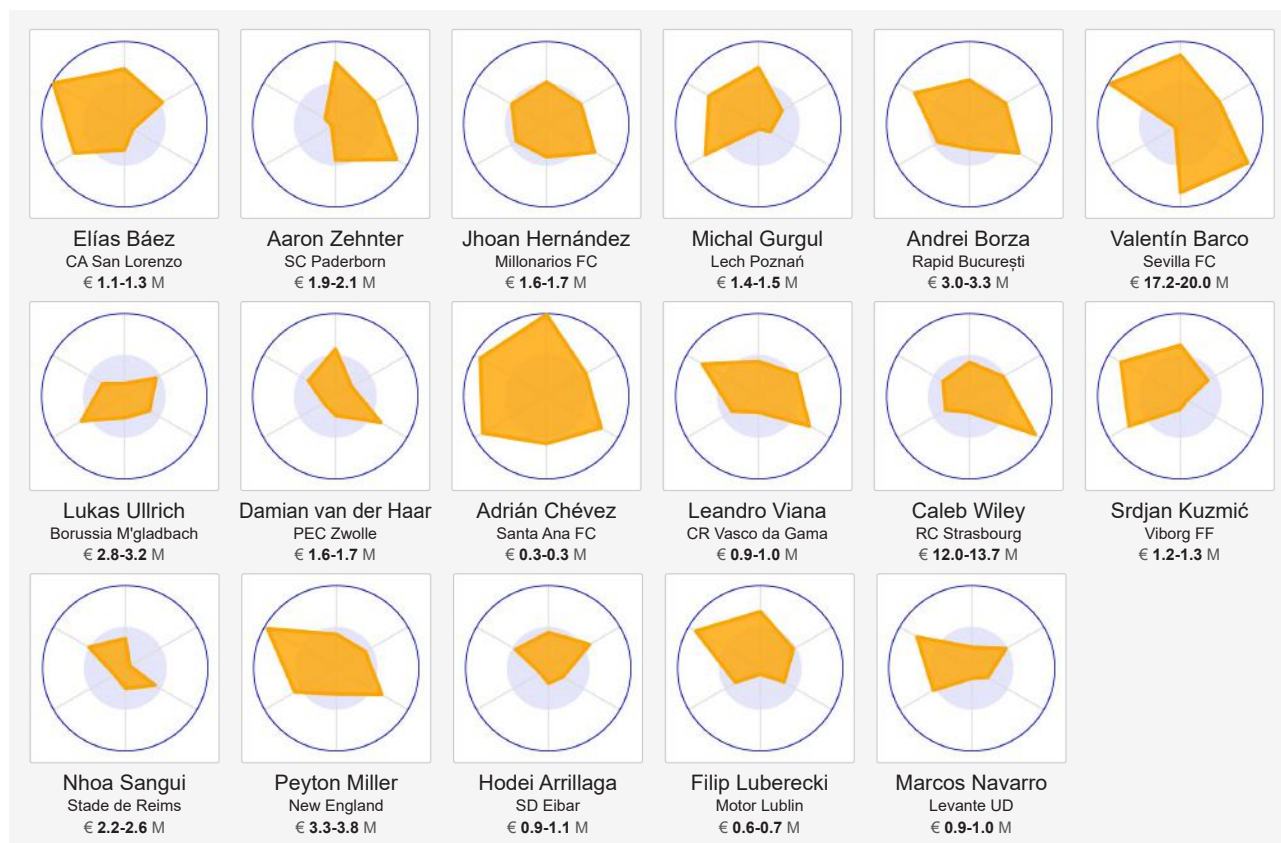 Elías Báez
CA San Lorenzo
€ 1.1-1.3 M
Aaron Zehnter
SC Paderborn
€ 1.9-2.1 M
Jhoan Hernández
Millonarios FC
€ 1.6-1.7 M
Michal Gurgul
Lech Poznań
€ 1.4-1.5 M
Andrei Borza
Rapid București
€ 3.0-3.3 M
Valentín Barco
Sevilla FC
€ 17.2-20.0 M
Lukas Ullrich
Borussia M'gladbach
€ 2.8-3.2 M
Damian van der Haar
PEC Zwolle
€ 1.6-1.7 M
Adrián Chévez
Santa Ana FC
€ 0.3-0.3 M
Leandro Viana
CR Vasco da Gama
€ 0.9-1.0 M
Caleb Wiley
RC Strasbourg
€ 12.0-13.7 M
Srdjan Kuzmić
Viborg FF
€ 1.2-1.3 M
Nhoa Sangui
Stade de Reims
€ 2.2-2.6 M
Peyton Miller
New England
€ 3.3-3.8 M
Hodei Arrillaga
SD Eibar
€ 0.9-1.1 M
Filip Luberecki
Motor Lublin
€ 0.6-0.7 M
Marcos Navarro
Levante UD
€ 0.9-1.0 M